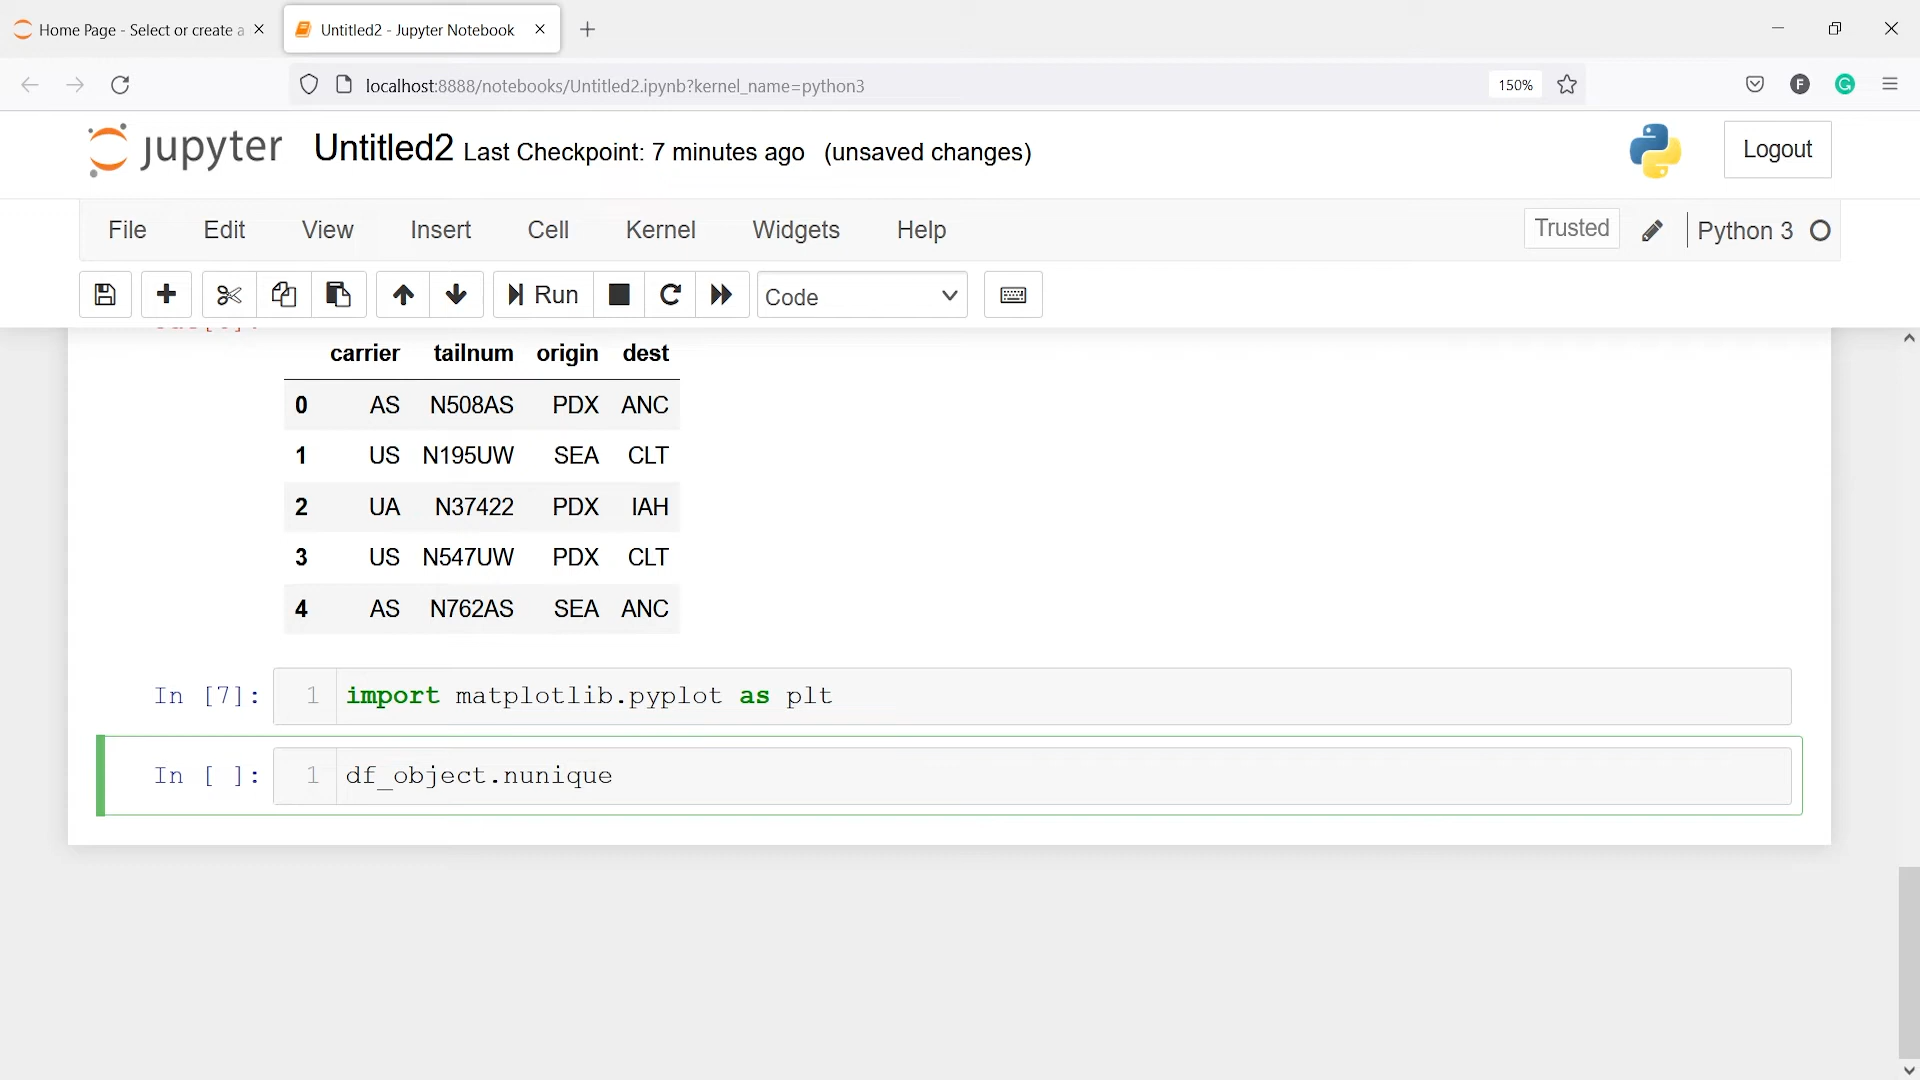 Home Page - Select or create a
Untitled2 - Jupyter Notebook
localhost:8888/notebooks/Untitled2.ipynb?kernel_name=python3
150%
F
G
jupyter Untitled2 Last Checkpoint: 7 minutes ago (unsaved changes)
Logout
File Edit View Insert Cell Kernel Widgets Help
Trusted
Python 3
Run
Code
carrier tailnum origin dest
0 AS N508AS PDX ANC
1 US N195UW SEA CLT
2 UA N37422 PDX IAH
3 US N547UW PDX CLT
4 AS N762AS SEA ANC
In [7]: 1 import matplotlib.pyplot as plt
In [ ]: 1 df_object.nunique